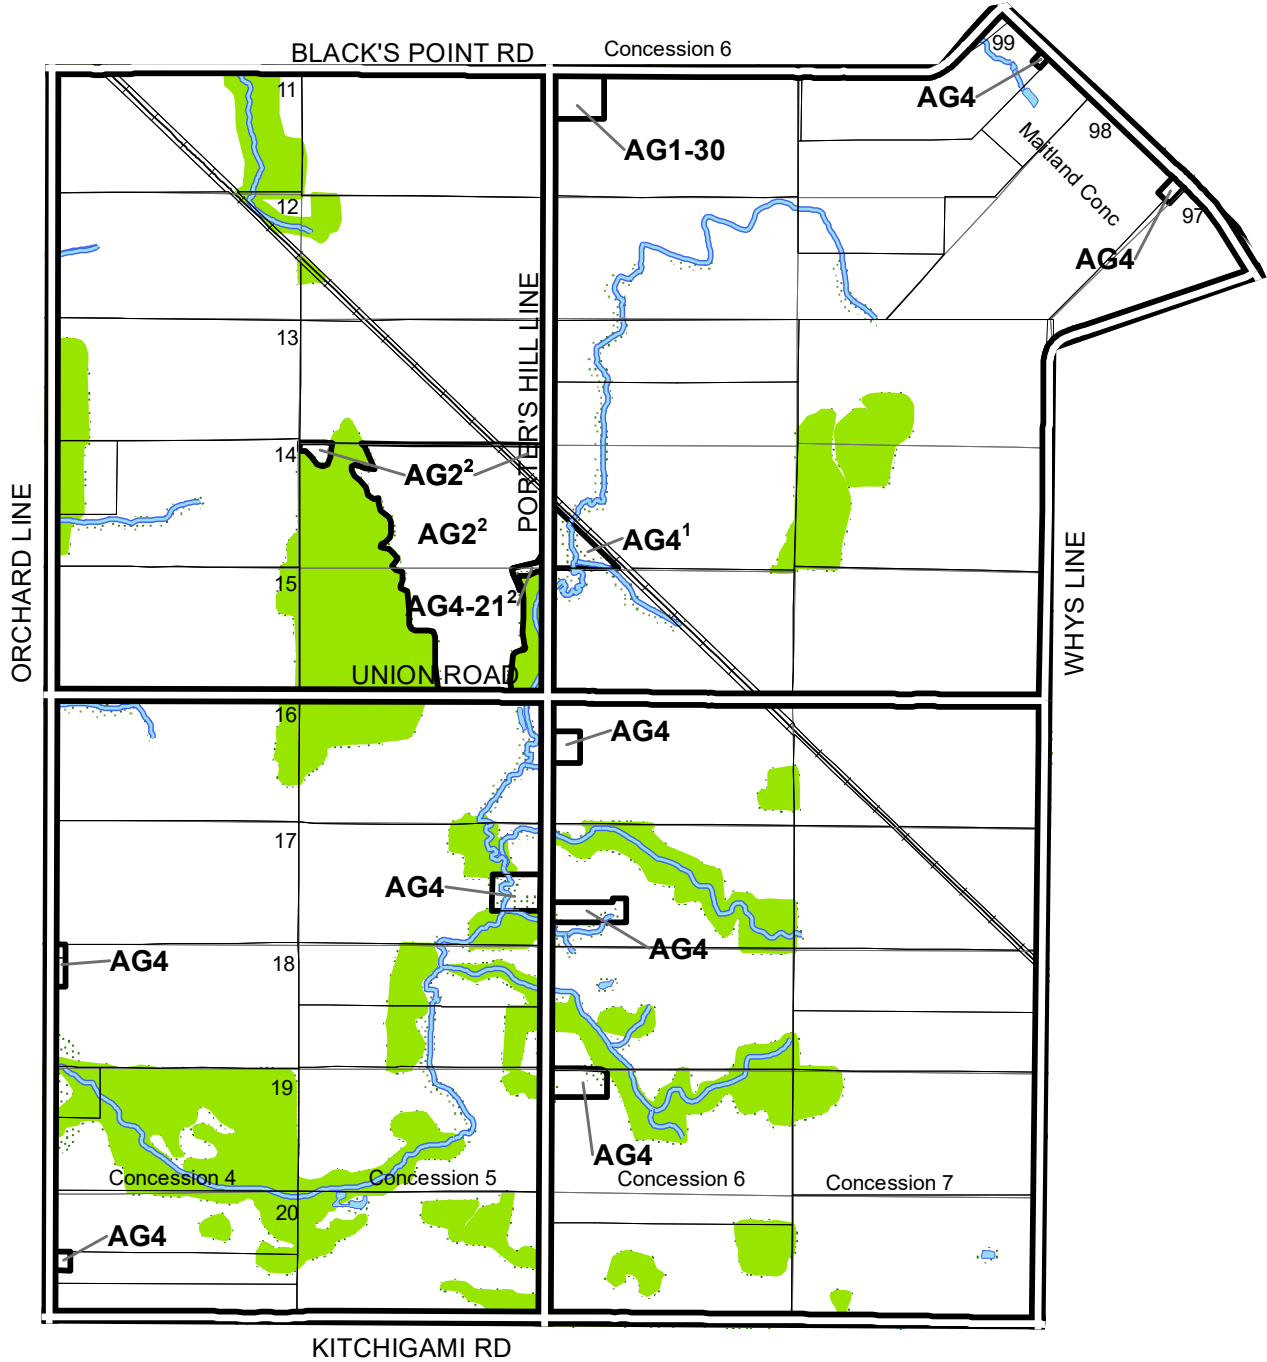 BLACK'S POINT RD
Concession 6
99
11
AG4
98
AG1-30
Maitland Conc
12
97
AG4
13
PORTER'S HILL LINE
14
AG2²
AG2²
ORCHARD LINE
AG4¹
WHYS LINE
15
AG4-21²
UNION ROAD
16
AG4
17
AG4
AG4
AG4
18
19
AG4
Concession 4
Concession 5
Concession 6
Concession 7
20
AG4
KITCHIGAMI RD